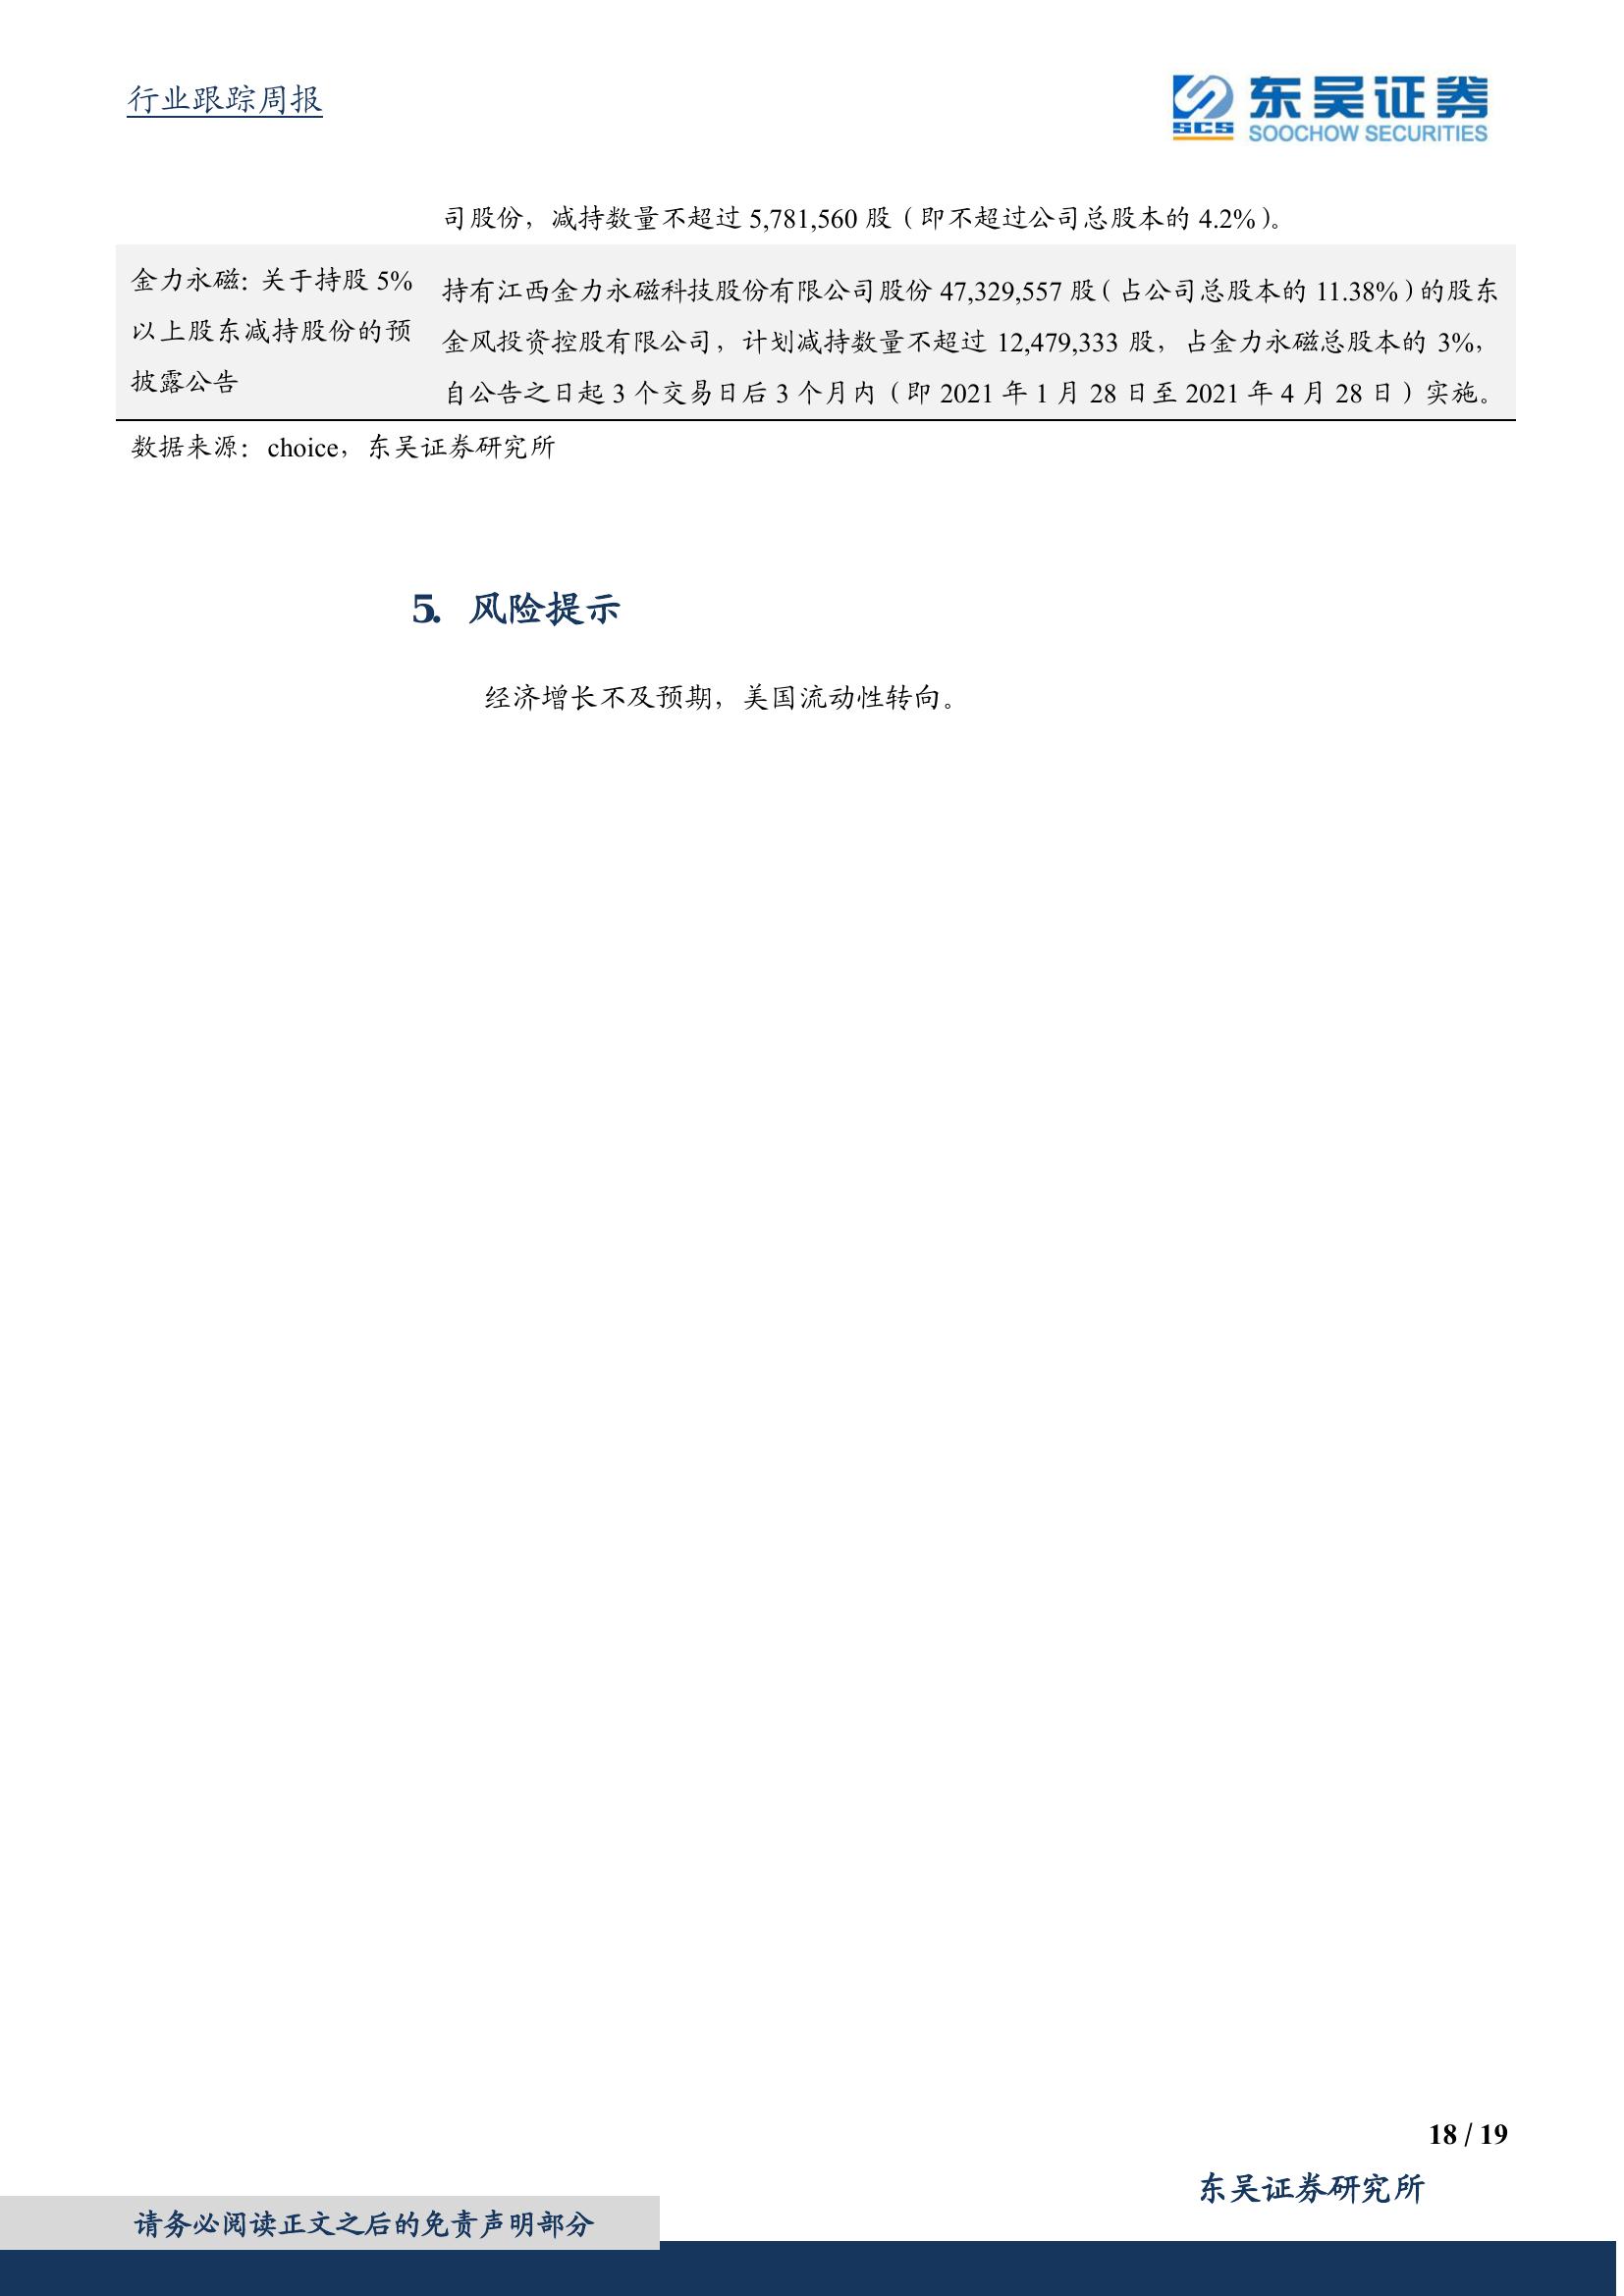 行业跟踪周报
SCS
东吴证券
SOOCHOW SECURITIES
司股份，减持数量不超过 5,781,560 股（即不超过公司总股本的 4.2%）。
金力永磁：关于持股 5%
以上股东减持股份的预
披露公告
持有江西金力永磁科技股份有限公司股份 47,329,557 股（占公司总股本的 11.38%）的股东
金风投资控股有限公司，计划减持数量不超过 12,479,333 股，占金力永磁总股本的 3%，
自公告之日起 3 个交易日后 3 个月内（即 2021 年 1 月 28 日至 2021 年 4 月 28 日）实施。
数据来源：choice，东吴证券研究所
5. 风险提示
经济增长不及预期，美国流动性转向。
18 / 19
东吴证券研究所
请务必阅读正文之后的免责声明部分